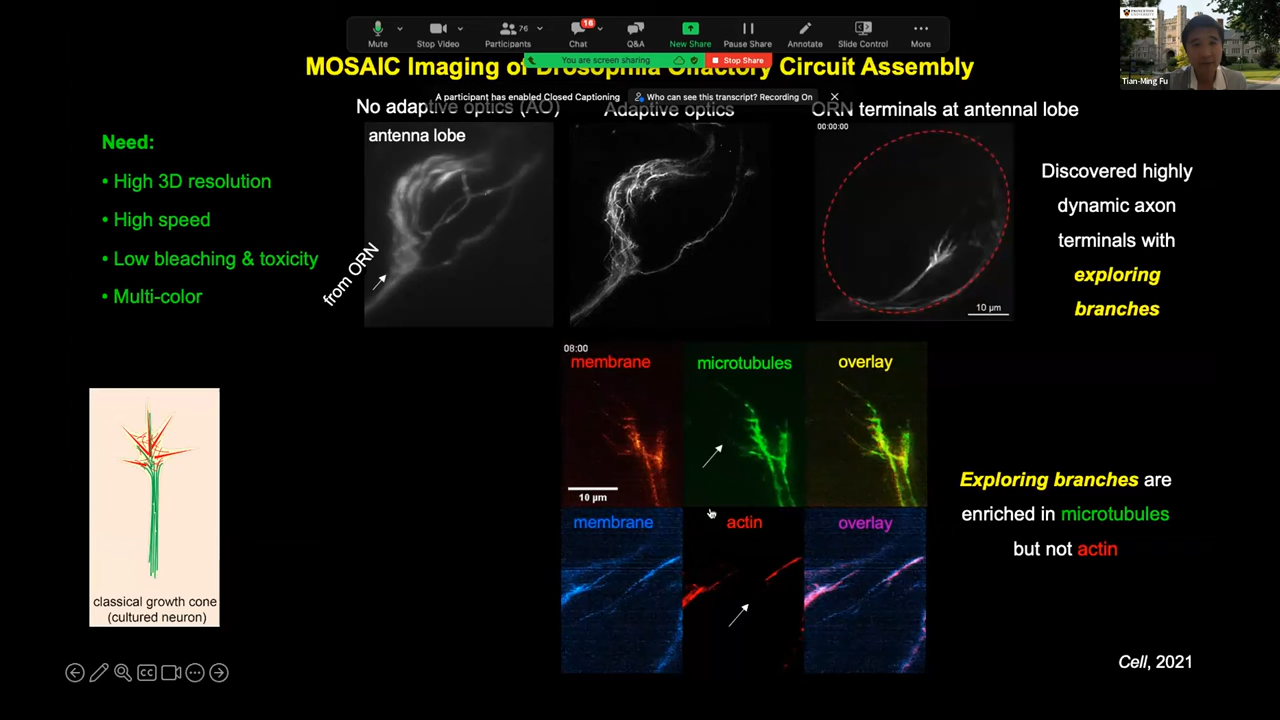 Mute
Stop Video
76
Participants
16
Chat
Q&A
New Share
Pause Share
Annotate
Slide Control
More
PRINCETON
UNIVERSITY
Tian-Ming Fu
You are screen sharing
Stop Share
MOSAIC Imaging of Drosophila Olfactory Circuit Assembly
A participant has enabled Closed Captioning
Who can see this transcript? Recording On
No adaptive optics (AO)
Adaptive optics
ORN terminals at antennal lobe
Need:
• High 3D resolution
• High speed
• Low bleaching & toxicity
• Multi-color
antenna lobe
from ORN
00:00:00
10 µm
Discovered highly
dynamic axon
terminals with
exploring
branches
08:00
membrane
microtubules
overlay
10 µm
membrane
actin
overlay
Exploring branches are
enriched in microtubules
but not actin
classical growth cone
(cultured neuron)
CC
Cell, 2021